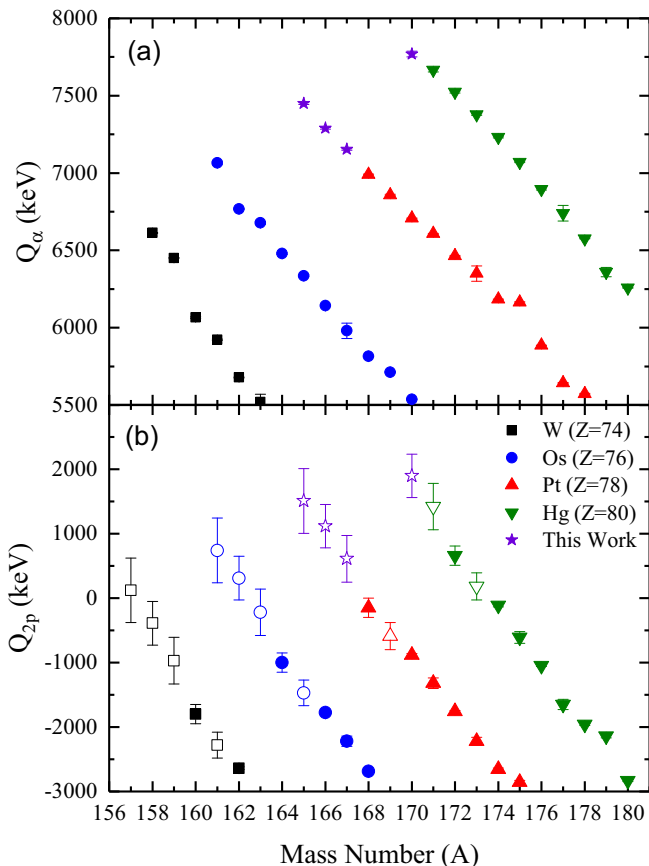 (a)
8000
7500
7000
6500
6000
5500
Qα (keV)
(b)
W (Z=74)
Os (Z=76)
Pt (Z=78)
Hg (Z=80)
This Work
2000
1000
0
-1000
-2000
-3000
Q2p (keV)
156 158 160 162 164 166 168 170 172 174 176 178 180
Mass Number (A)